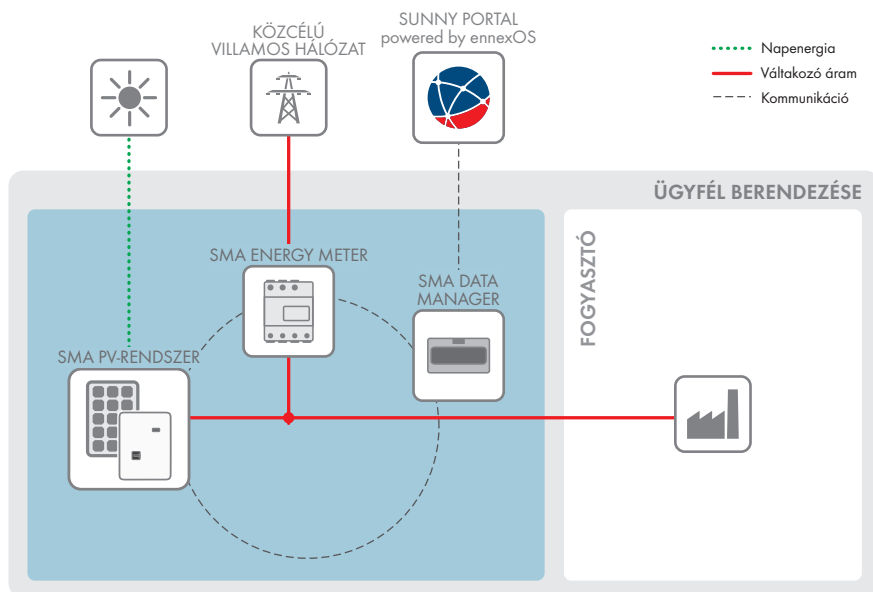 KÖZCÉLÚ
VILLAMOS HÁLÓZAT
SUNNY PORTAL
powered by ennexOS
Napenergia
Váltakozó áram
Kommunikáció
ÜGYFÉL BERENDEZÉSE
SMA ENERGY METER
SMA DATA
MANAGER
FOGYASZTÓ
SMA PV-RENDSZER